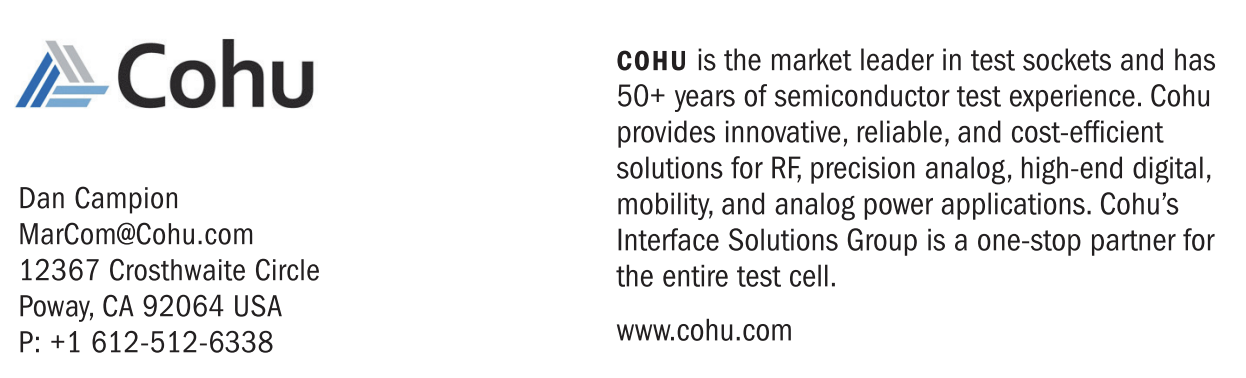 Cohu
Dan Campion
MarCom@Cohu.com
12367 Crosthwaite Circle
Poway, CA 92064 USA
P: +1 612-512-6338
COHU is the market leader in test sockets and has
50+ years of semiconductor test experience. Cohu
provides innovative, reliable, and cost-efficient
solutions for RF, precision analog, high-end digital,
mobility, and analog power applications. Cohu’s
Interface Solutions Group is a one-stop partner for
the entire test cell.
www.cohu.com